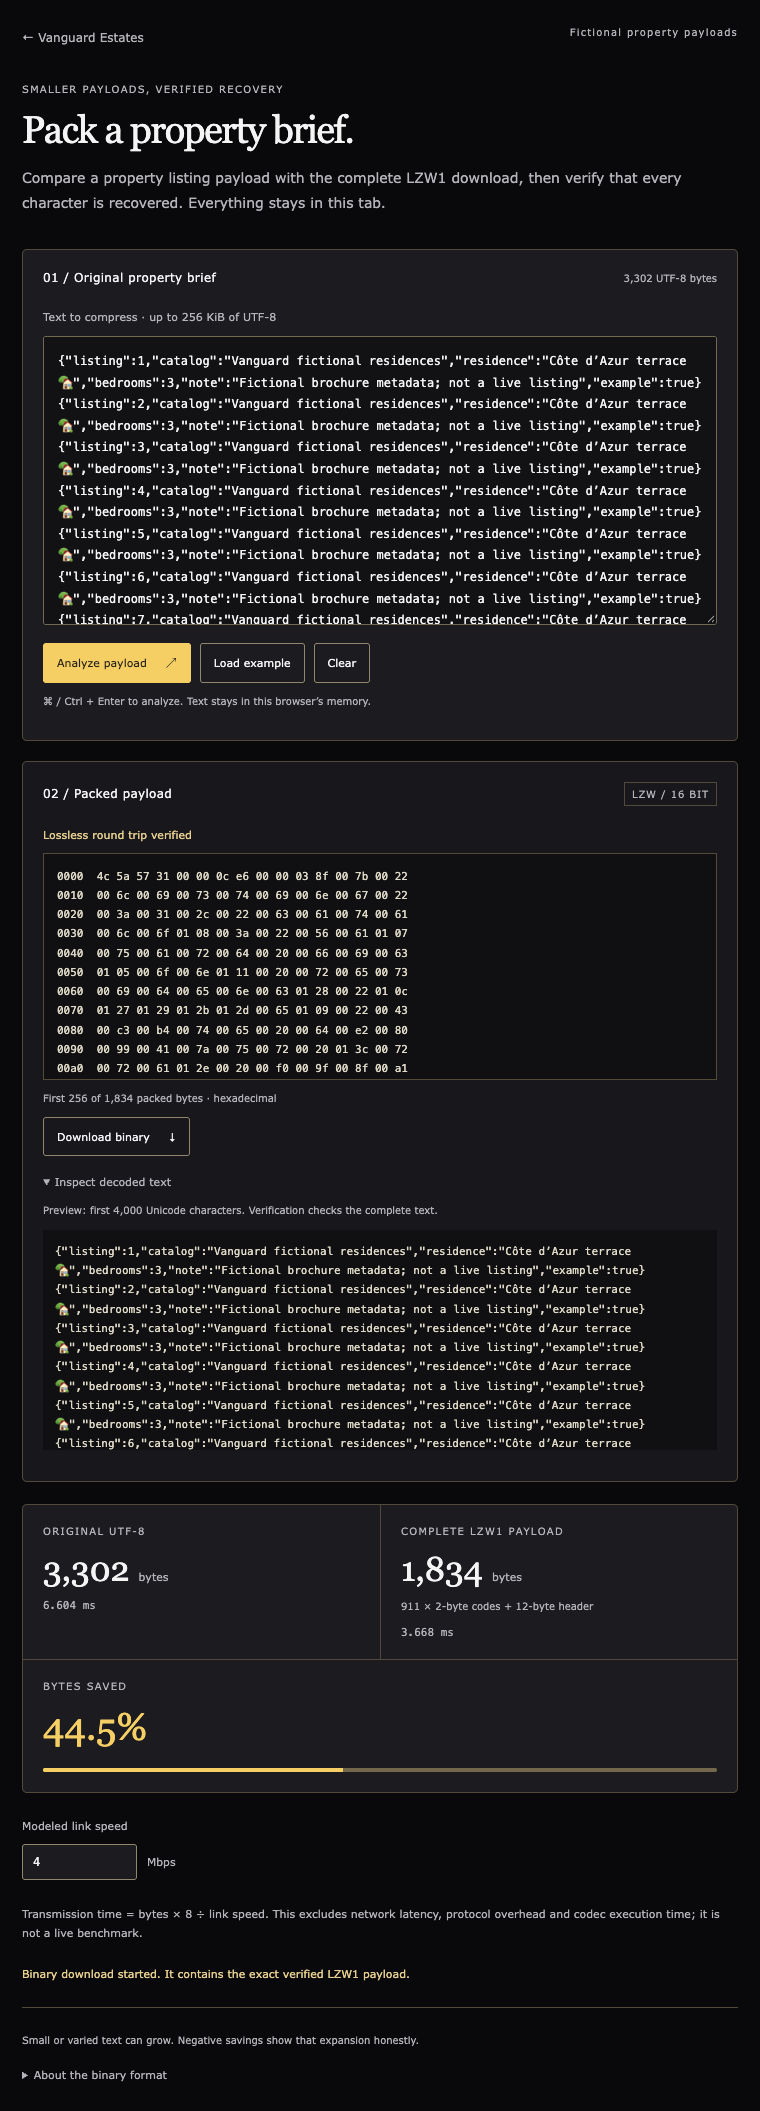 ← Vanguard Estates
Fictional property payloads
SMALLER PAYLOADS, VERIFIED RECOVERY
Pack a property brief.
Compare a property listing payload with the complete LZW1 download, then verify that every
character is recovered. Everything stays in this tab.
01 / Original property brief
3,302 UTF-8 bytes
Text to compress · up to 256 KiB of UTF-8
{"listing":1,"catalog":"Vanguard fictional residences","residence":"Côte d’Azur terrace
🏡","bedrooms":3,"note":"Fictional brochure metadata; not a live listing","example":true}
{"listing":2,"catalog":"Vanguard fictional residences","residence":"Côte d’Azur terrace
🏡","bedrooms":3,"note":"Fictional brochure metadata; not a live listing","example":true}
{"listing":3,"catalog":"Vanguard fictional residences","residence":"Côte d’Azur terrace
🏡","bedrooms":3,"note":"Fictional brochure metadata; not a live listing","example":true}
{"listing":4,"catalog":"Vanguard fictional residences","residence":"Côte d’Azur terrace
🏡","bedrooms":3,"note":"Fictional brochure metadata; not a live listing","example":true}
{"listing":5,"catalog":"Vanguard fictional residences","residence":"Côte d’Azur terrace
🏡","bedrooms":3,"note":"Fictional brochure metadata; not a live listing","example":true}
{"listing":6,"catalog":"Vanguard fictional residences","residence":"Côte d’Azur terrace
🏡","bedrooms":3,"note":"Fictional brochure metadata; not a live listing","example":true}
{"listing":7,"catalog":"Vanguard fictional residences","residence":"Côte d’Azur terrace
Analyze payload ↗
Load example
Clear
⌘ / Ctrl + Enter to analyze. Text stays in this browser’s memory.
02 / Packed payload
LZW / 16 BIT
Lossless round trip verified
0000 4c 5a 57 31 00 00 0c e6 00 00 03 8f 00 7b 00 22
0010 00 6c 00 69 00 73 00 74 00 69 00 6e 00 67 00 22
0020 00 3a 00 31 00 2c 00 22 00 63 00 61 00 74 00 61
0030 00 6c 00 6f 01 08 00 3a 00 22 00 56 00 61 01 07
0040 00 75 00 61 00 72 00 64 00 20 00 66 00 69 00 63
0050 01 05 00 6f 00 6e 01 11 00 20 00 72 00 65 00 73
0060 00 69 00 64 00 65 00 6e 00 63 01 28 00 22 01 0c
0070 01 27 01 29 01 2b 01 2d 00 65 01 09 00 22 00 43
0080 00 c3 00 b4 00 74 00 65 00 20 00 64 00 e2 00 80
0090 00 99 00 41 00 7a 00 75 00 72 00 20 01 3c 00 72
00a0 00 72 00 61 01 2e 00 20 00 f0 00 9f 00 8f 00 a1
First 256 of 1,834 packed bytes · hexadecimal
Download binary ↓
▼ Inspect decoded text
Preview: first 4,000 Unicode characters. Verification checks the complete text.
{"listing":1,"catalog":"Vanguard fictional residences","residence":"Côte d’Azur terrace
🏡","bedrooms":3,"note":"Fictional brochure metadata; not a live listing","example":true}
{"listing":2,"catalog":"Vanguard fictional residences","residence":"Côte d’Azur terrace
🏡","bedrooms":3,"note":"Fictional brochure metadata; not a live listing","example":true}
{"listing":3,"catalog":"Vanguard fictional residences","residence":"Côte d’Azur terrace
🏡","bedrooms":3,"note":"Fictional brochure metadata; not a live listing","example":true}
{"listing":4,"catalog":"Vanguard fictional residences","residence":"Côte d’Azur terrace
🏡","bedrooms":3,"note":"Fictional brochure metadata; not a live listing","example":true}
{"listing":5,"catalog":"Vanguard fictional residences","residence":"Côte d’Azur terrace
🏡","bedrooms":3,"note":"Fictional brochure metadata; not a live listing","example":true}
{"listing":6,"catalog":"Vanguard fictional residences","residence":"Côte d’Azur terrace
ORIGINAL UTF-8
3,302 bytes
6.604 ms
COMPLETE LZW1 PAYLOAD
1,834 bytes
911 × 2-byte codes + 12-byte header
3.668 ms
BYTES SAVED
44.5%
Modeled link speed
4 Mbps
Transmission time = bytes × 8 ÷ link speed. This excludes network latency, protocol overhead and codec execution time; it is
not a live benchmark.
Binary download started. It contains the exact verified LZW1 payload.
Small or varied text can grow. Negative savings show that expansion honestly.
▶ About the binary format